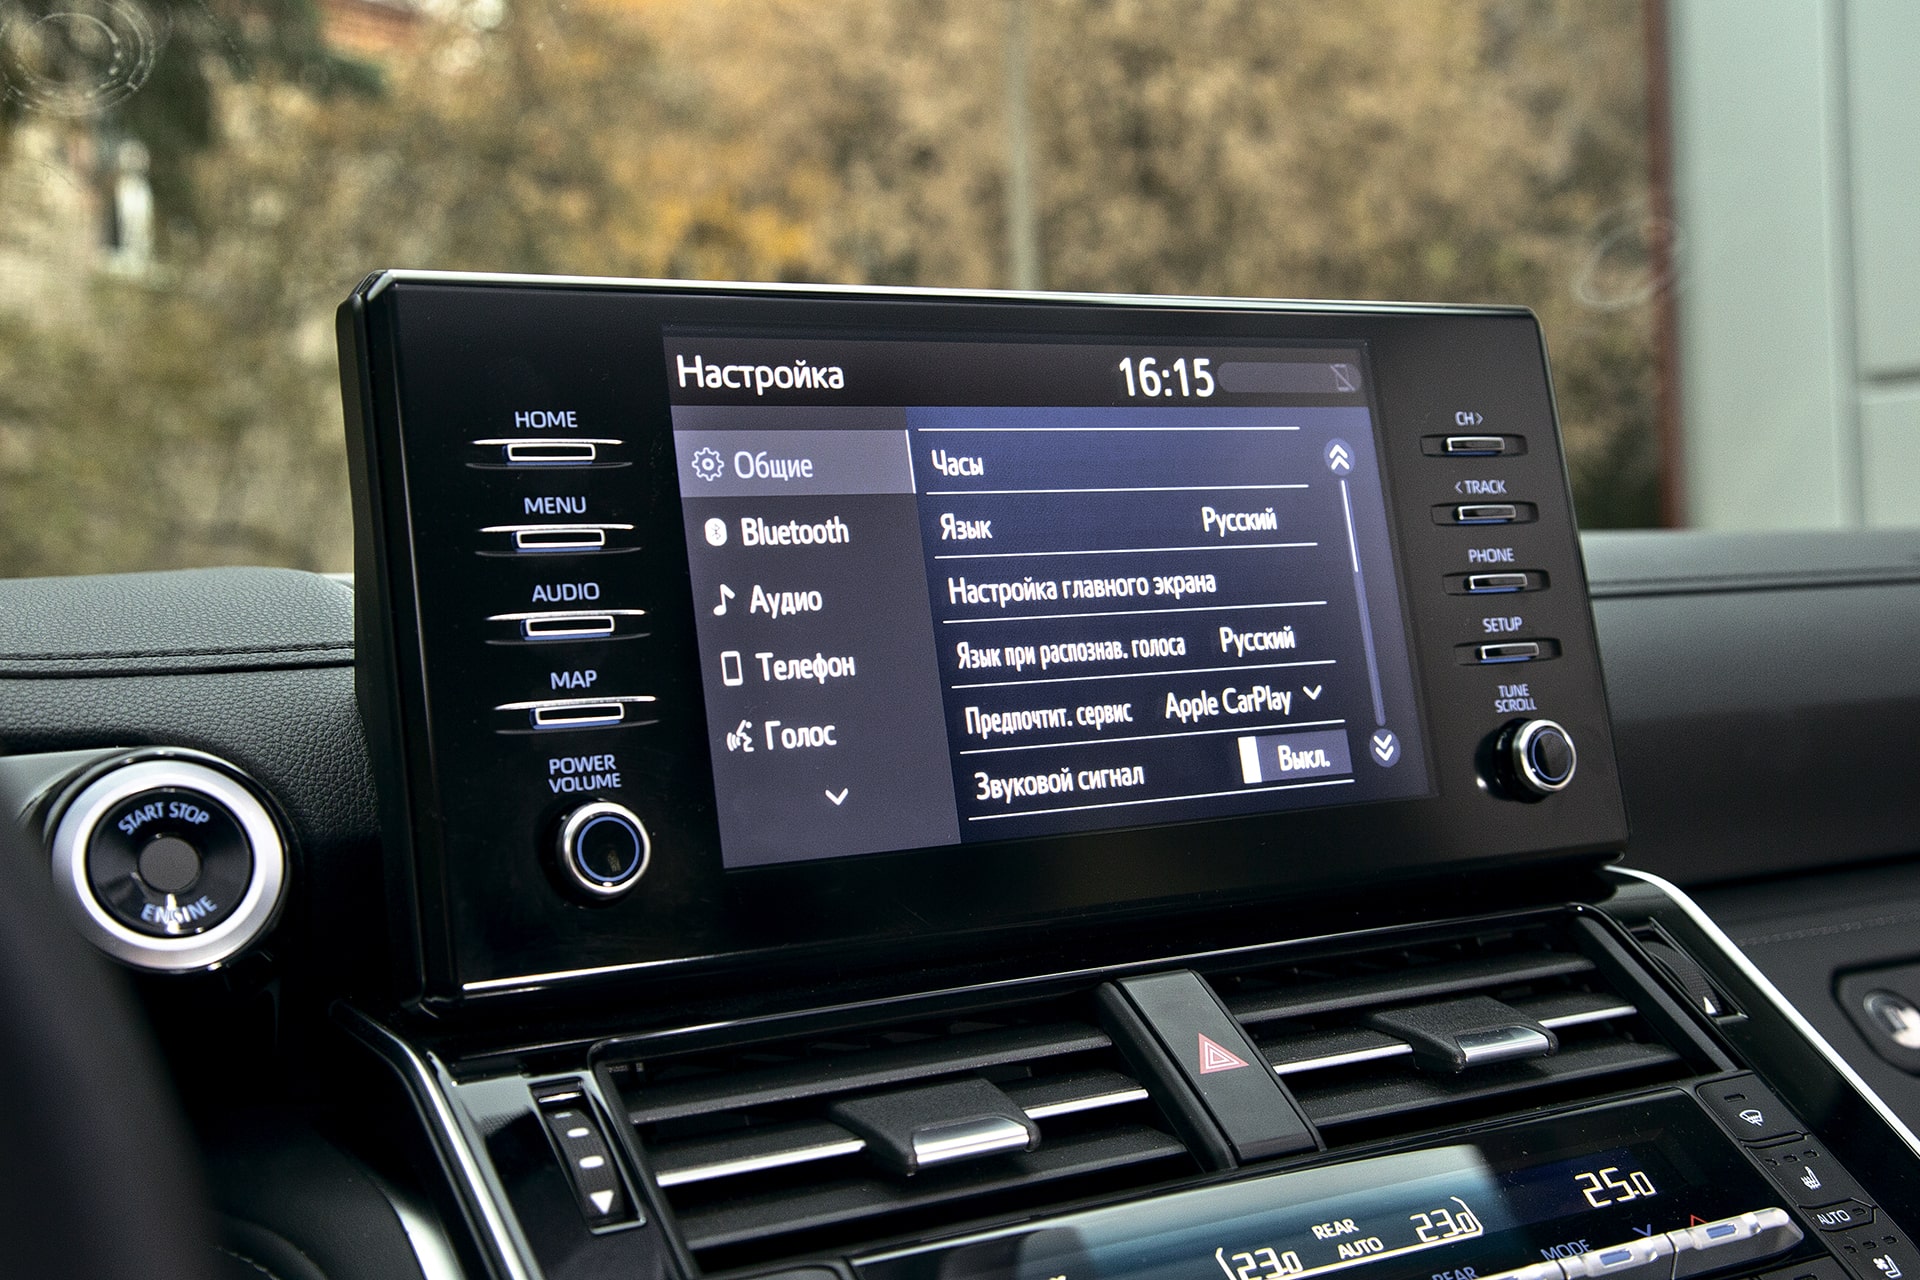 HOME
MENU
AUDIO
MAP
POWER
VOLUME
START STOP
ENGINE
Настройка
16:15
Общие
Bluetooth
Аудио
Телефон
Голос
Часы
Язык Русский
Настройка главного экрана
Язык при распознав. голоса Русский
Предпочтит. сервис Apple CarPlay
Звуковой сигнал Выкл.
CH>
<TRACK
PHONE
SETUP
TUNE
SCROLL
25.0
REAR
AUTO
23.0
23.0
MODE
REAR
AUTO